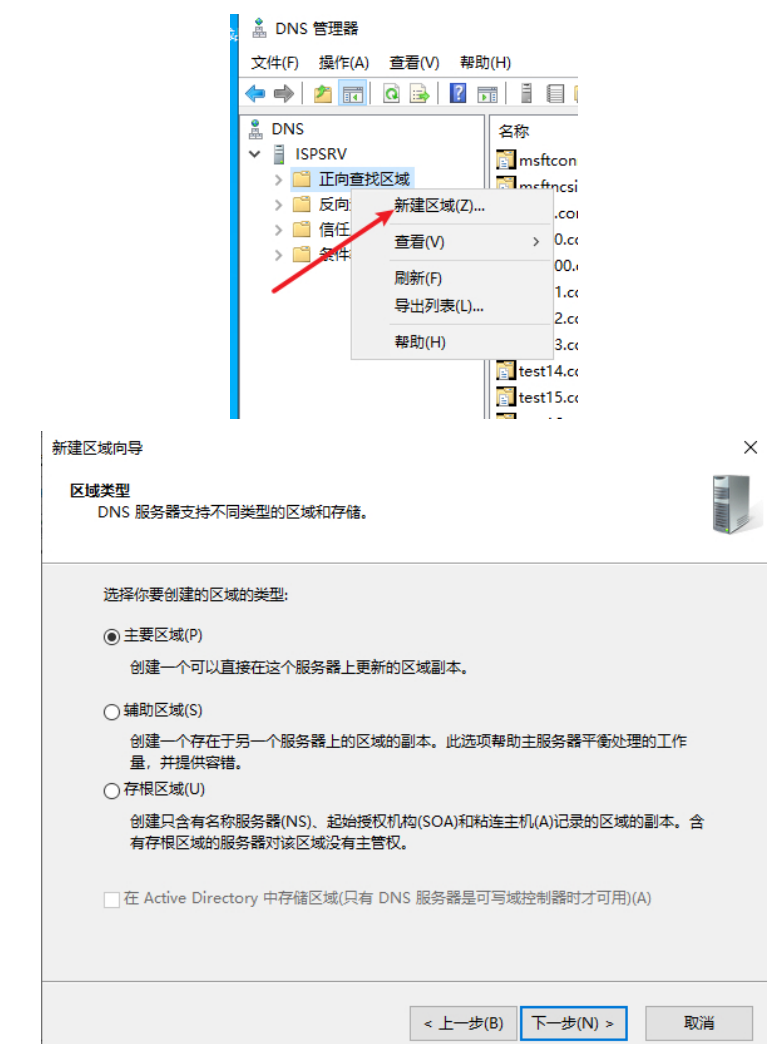 DNS 管理器
文件(F) 操作(A) 查看(V) 帮助(H)
DNS
名称
ISPSRV
msftcon
正向查找区域
msftncsi
反向
新建区域(Z)...
.co
信任
查看(V)
0.co
条件
00.
刷新(F)
1.co
导出列表(L)...
2.co
帮助(H)
3.co
test14.co
test15.co
新建区域向导
区域类型
DNS 服务器支持不同类型的区域和存储。
选择你要创建的区域的类型:
主要区域(P)
创建一个可以直接在这个服务器上更新的区域副本。
辅助区域(S)
创建一个存在于另一个服务器上的区域的副本。此选项帮助主服务器平衡处理的工作
量，并提供容错。
存根区域(U)
创建只含有名称服务器(NS)、起始授权机构(SOA)和粘连主机(A)记录的区域的副本。含
有存根区域的服务器对该区域没有主管权。
在 Active Directory 中存储区域(只有 DNS 服务器是可写域控制器时才可用)(A)
< 上一步(B) 下一步(N) > 取消